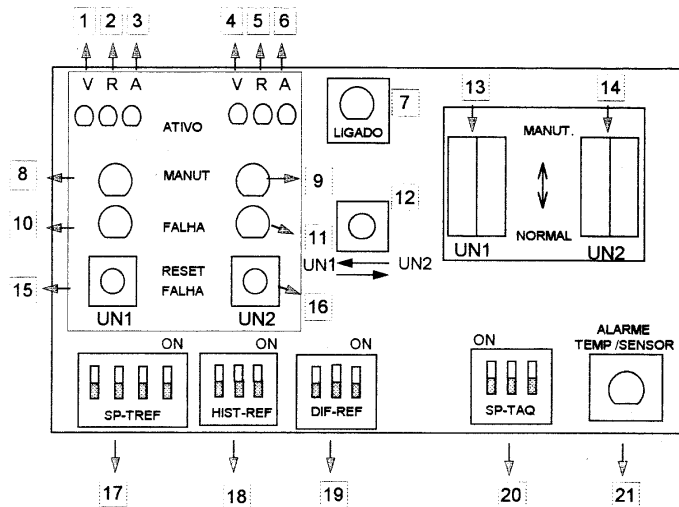 1 2 3 4 5 6
V R A V R A
ATIVO
7
LIGADO
13 14
MANUT.
NORMAL
UN1 UN2
8 MANUT 9
10 FALHA 11
12
UN1 UN2
15 RESET FALHA 16
UN1 UN2
ON
SP-TREF
HIST-REF
ON
DIF-REF
ON
SP-TAQ
ALARME
TEMP/SENSOR
17 18 19 20 21